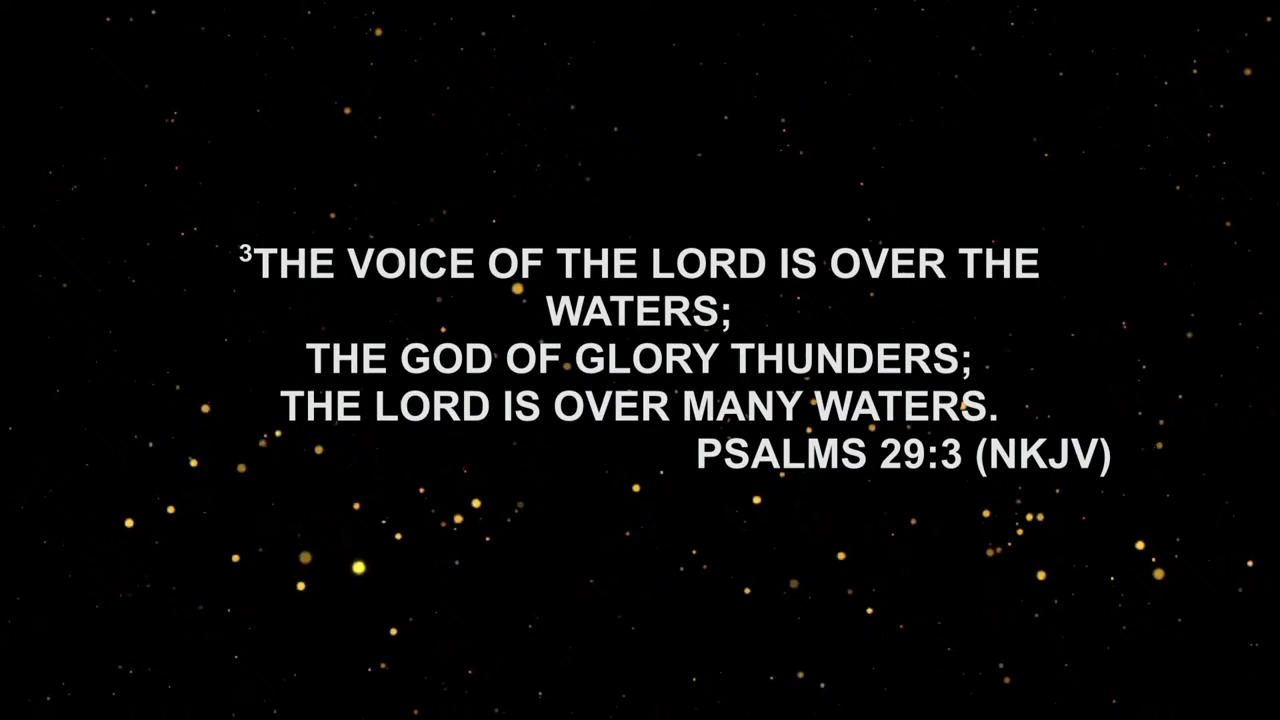 ³THE VOICE OF THE LORD IS OVER THE
WATERS;
THE GOD OF GLORY THUNDERS;
THE LORD IS OVER MANY WATERS.
PSALMS 29:3 (NKJV)